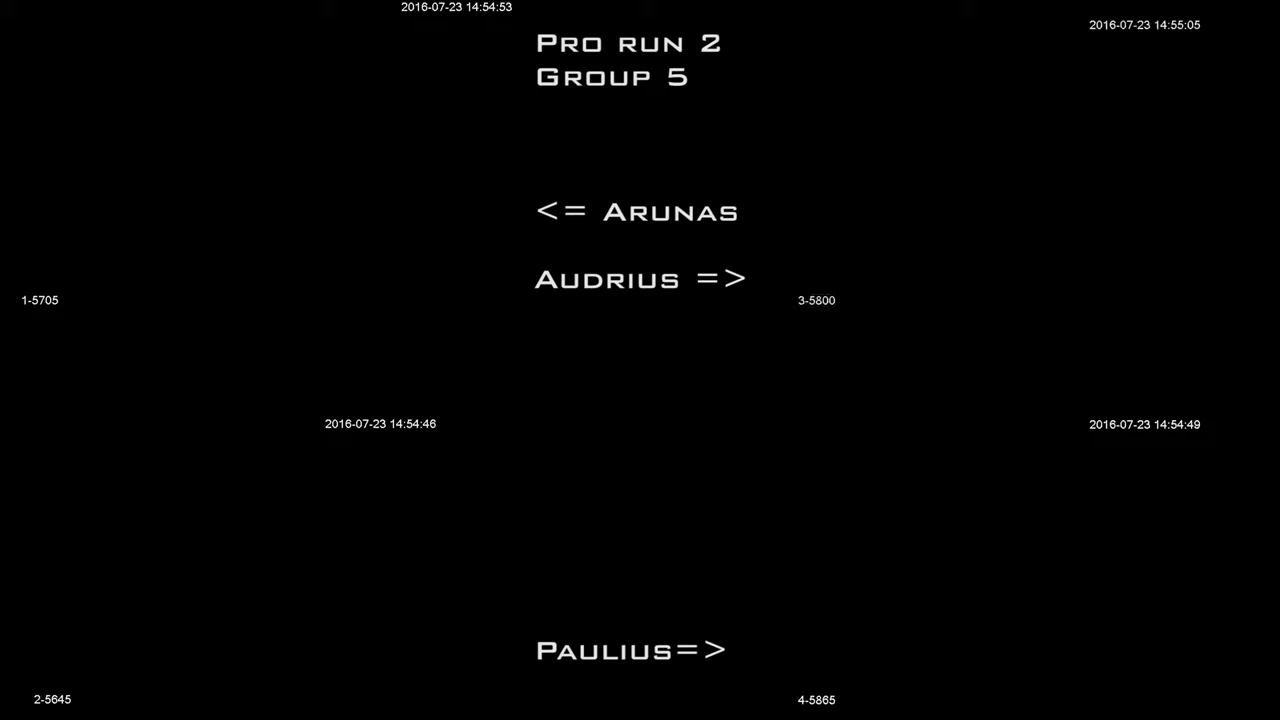 2016-07-23 14:54:53
2016-07-23 14:55:05
PRO RUN 2
GROUP 5
<= ARUNAS
AUDRIUS =>
1-5705
3-5800
2016-07-23 14:54:46
2016-07-23 14:54:49
PAULIUS=>
2-5645
4-5865